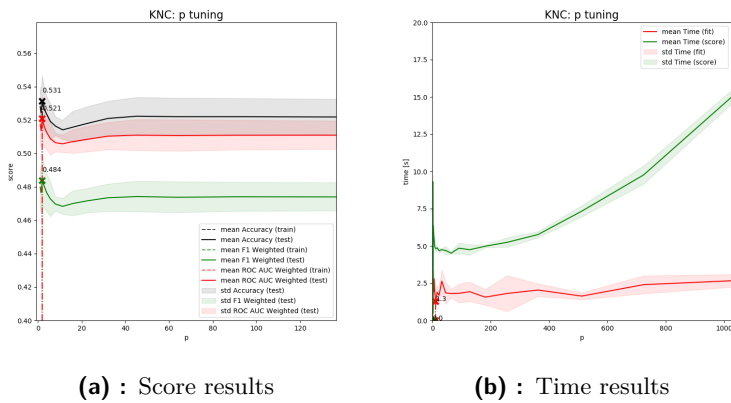 KNC: p tuning
0.56
0.54
0.52
0.50
0.48
0.46
0.44
0.42
0.40
score
0.531
0.521
0.484
mean Accuracy (train)
mean Accuracy (test)
mean F1 Weighted (train)
mean F1 Weighted (test)
mean ROC AUC Weighted (train)
mean ROC AUC Weighted (test)
std Accuracy (test)
std F1 Weighted (test)
std ROC AUC Weighted (test)
0 20 40 60 80 100 120
p
(a) : Score results
KNC: p tuning
20.0
17.5
15.0
12.5
10.0
7.5
5.0
2.5
0.0
time [s]
mean Time (fit)
mean Time (score)
std Time (fit)
std Time (score)
1.3
0 200 400 600 800 1000
p
(b) : Time results